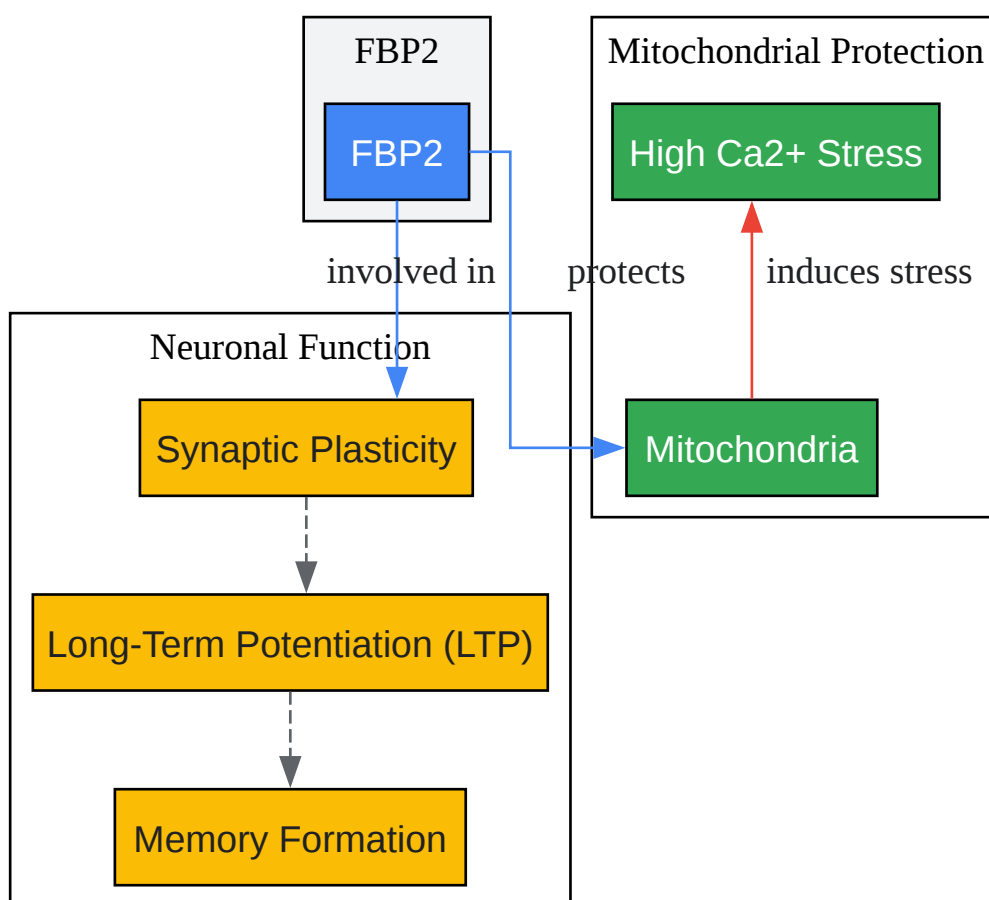 FBP2
Mitochondrial Protection
FBP2
High Ca2+ Stress
involved in
protects
induces stress
Neuronal Function
Synaptic Plasticity
Mitochondria
Long-Term Potentiation (LTP)
Memory Formation